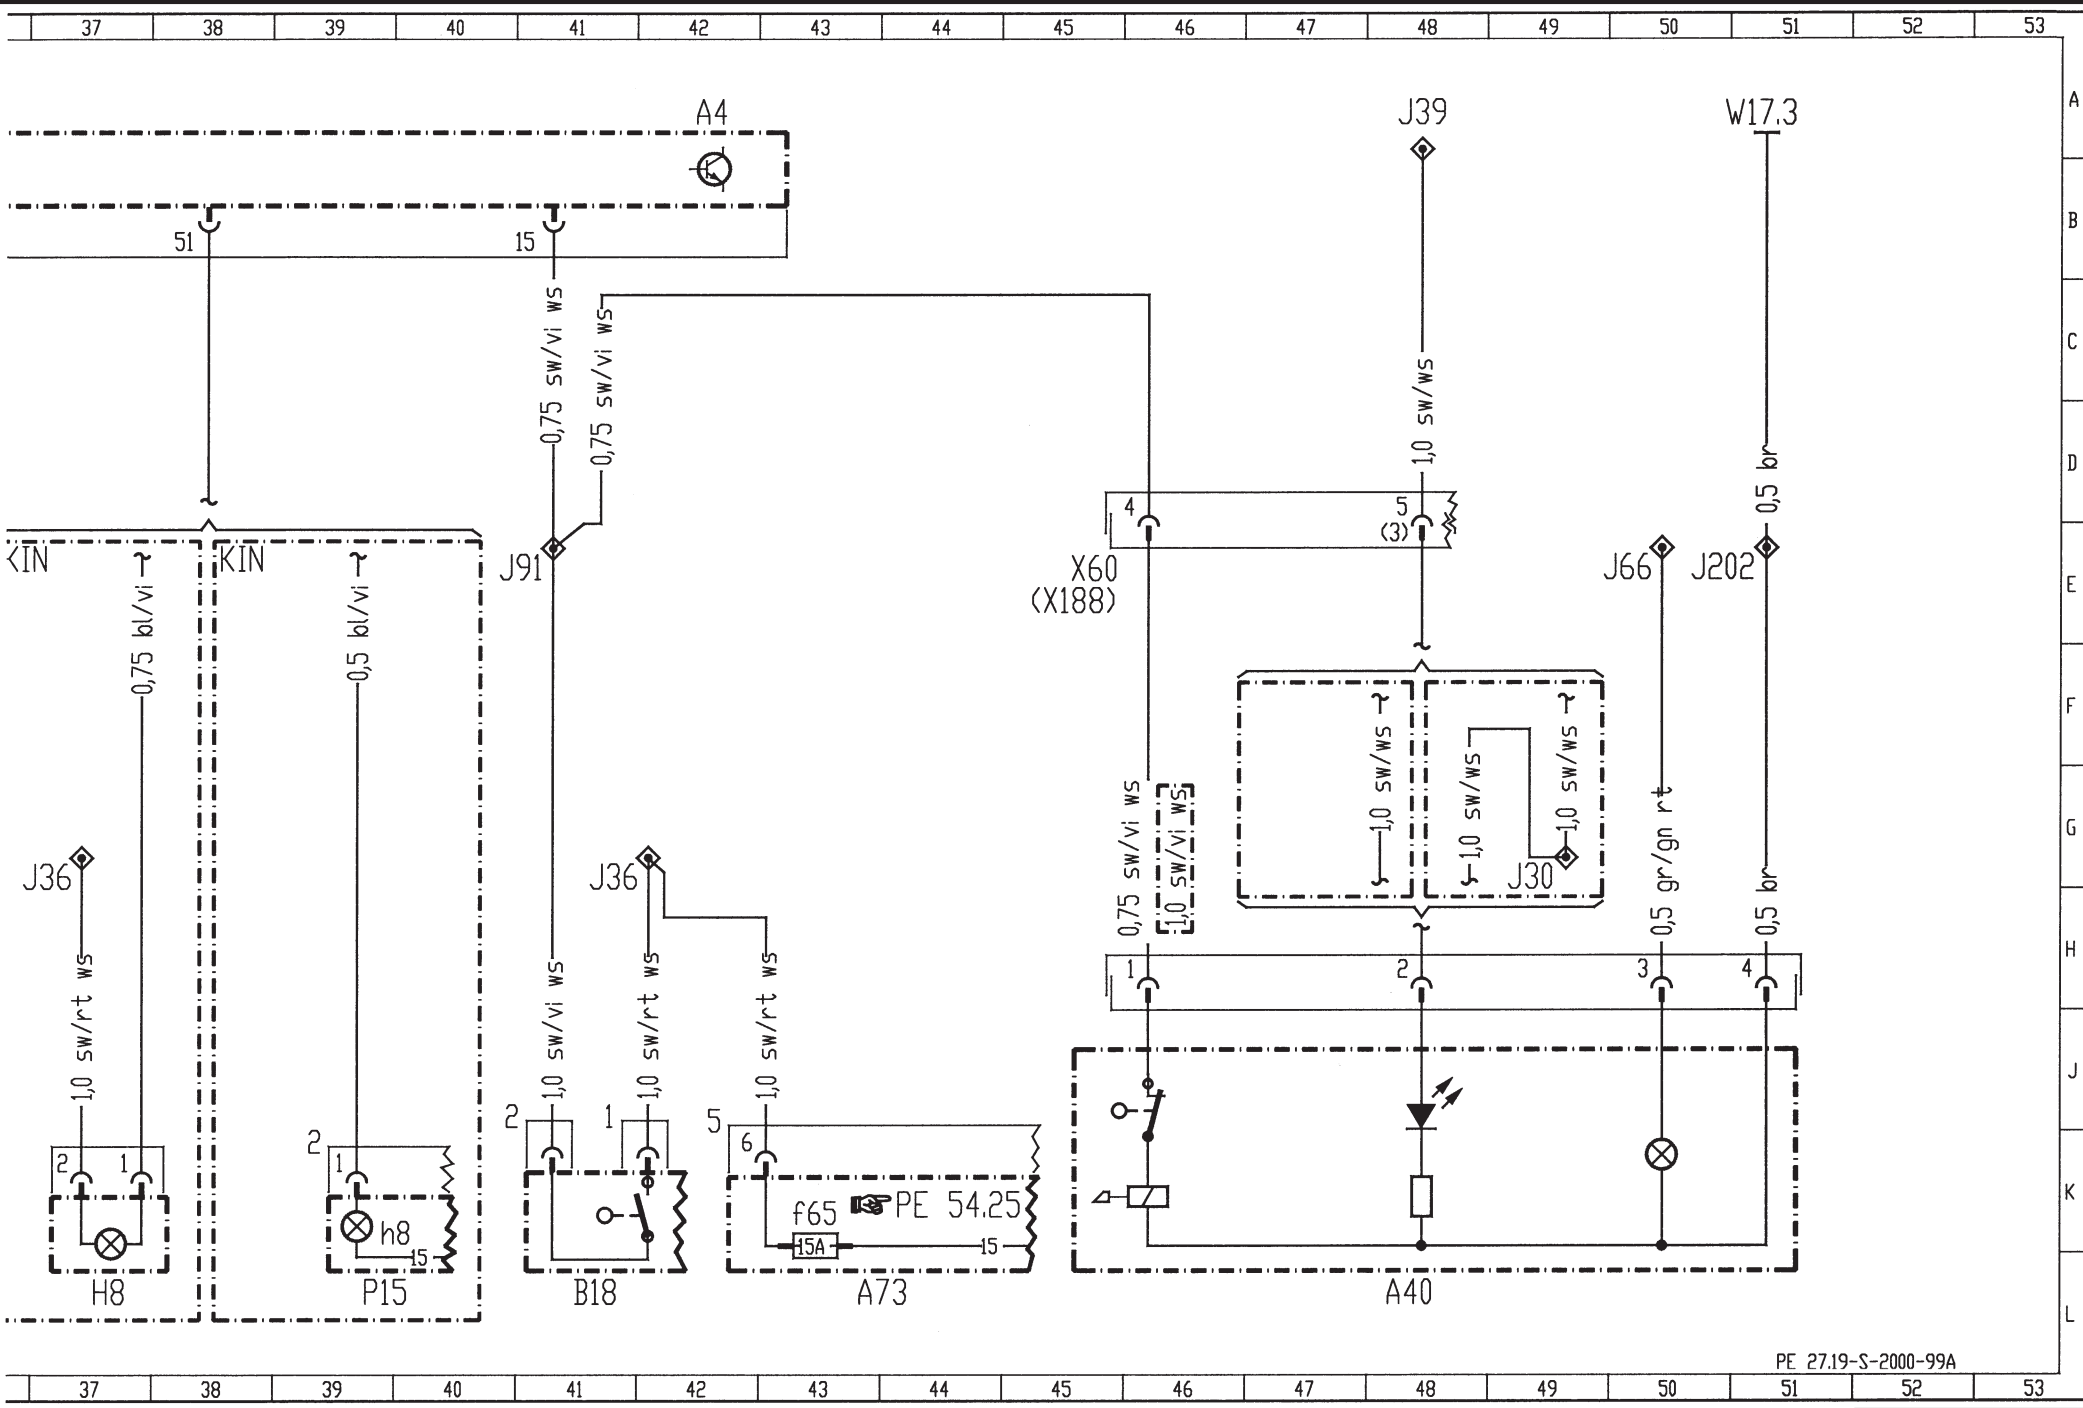 37 38 39 40 41 42 43 44 45 46 47 48 49 50 51 52 53
A
A4
J39
W17.3
B
51
15
C
0,75 sw/vi ws
0,75 sw/vi ws
1,0 sw/ws
D
0,5 br
4
5
(3)
KIN
KIN
J91
X60
(X188)
J66
J202
E
0,75 bl/vi
0,5 bl/vi
F
1,0 sw/ws
1,0 sw/ws
1,0 sw/ws
G
0,75 sw/vi ws
1,0 sw/vi ws
0,5 gr/gn rt
0,5 br
J36
J36
J30
H
1,0 sw/rt ws
1,0 sw/vi ws
1,0 sw/rt ws
1,0 sw/rt ws
1
2
3
4
J
2
2
1
5
2
1
1
6
K
f65
PE 54.25
h8
15
15A
15
H8
P15
B18
A73
A40
L
PE 27.19-S-2000-99A
37 38 39 40 41 42 43 44 45 46 47 48 49 50 51 52 53